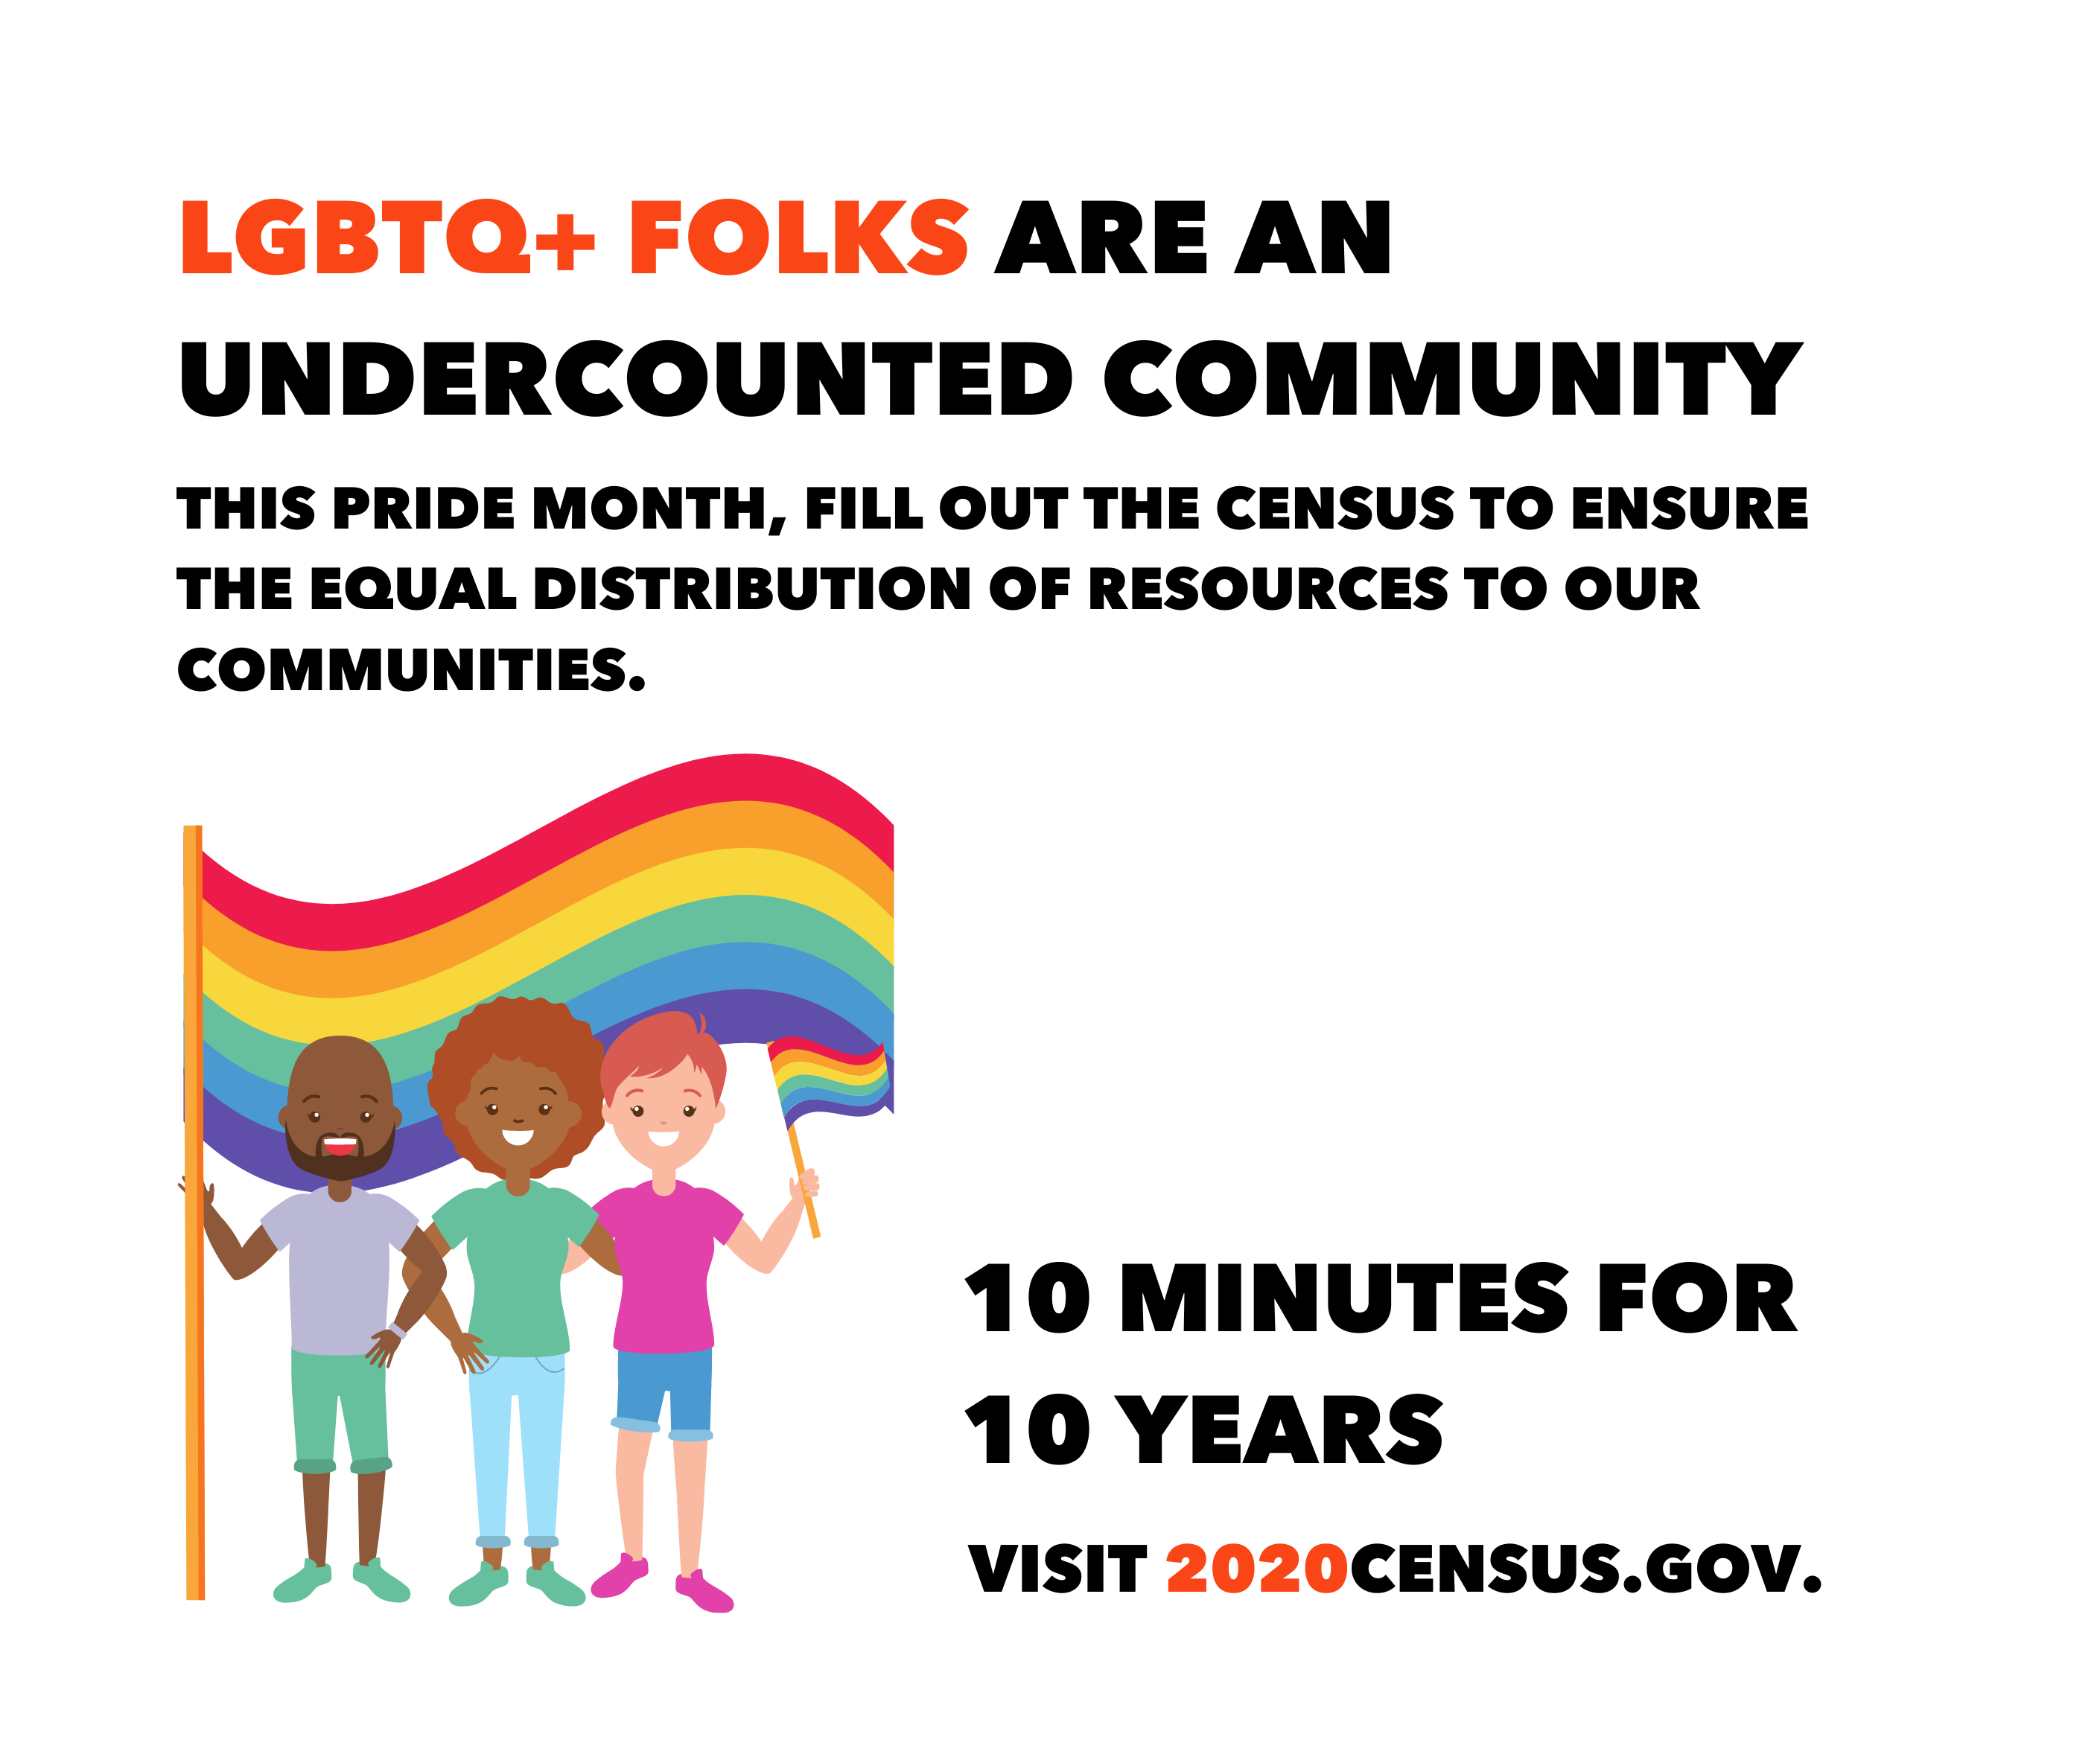 LGBTQ+ FOLKS ARE AN
UNDERCOUNTED COMMUNITY
THIS PRIDE MONTH, FILL OUT THE CENSUS TO ENSURE
THE EQUAL DISTRIBUTION OF RESOURCES TO OUR
COMMUNITIES.
10 MINUTES FOR
10 YEARS
VISIT 2020CENSUS.GOV.